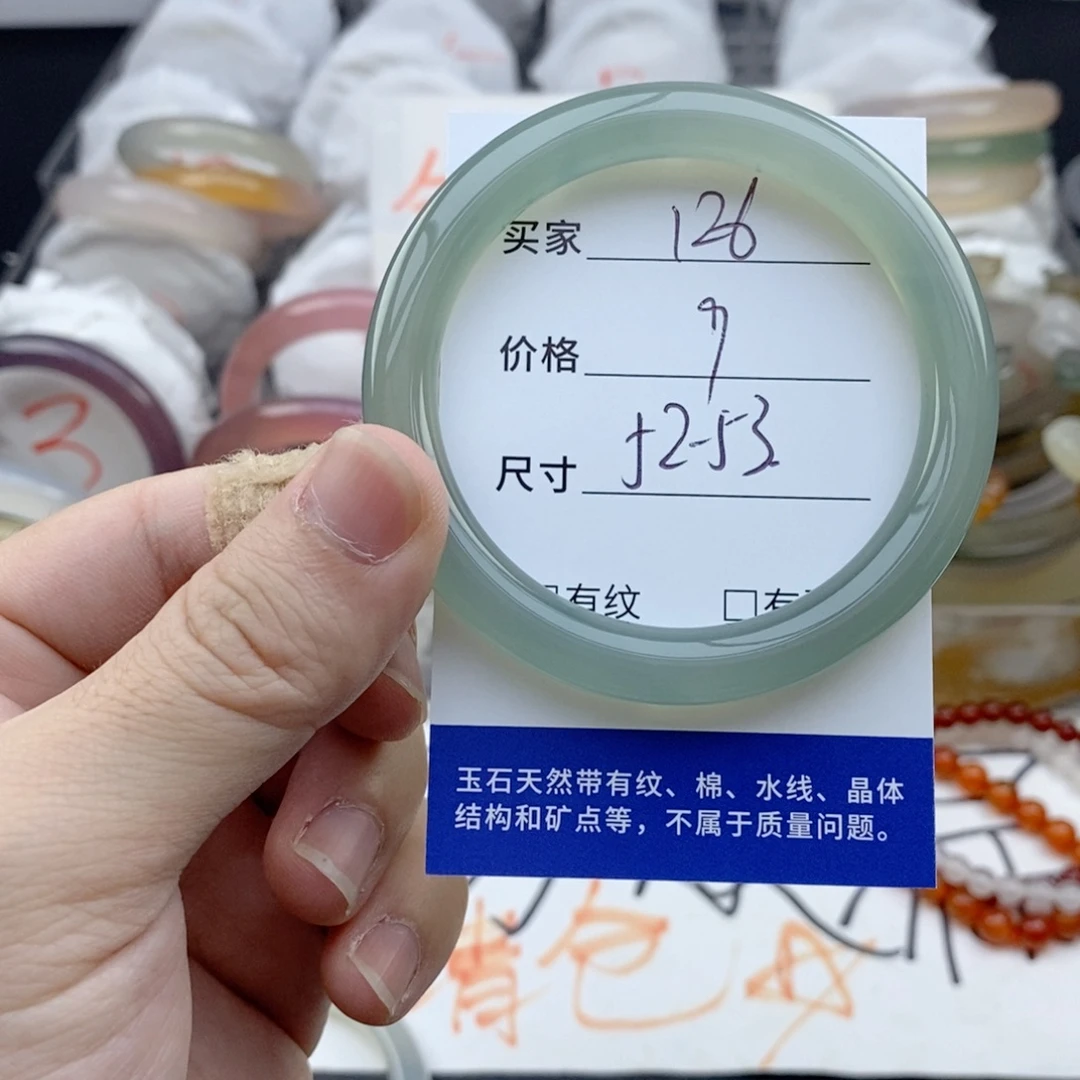 买家 126
价格 9
尺寸 52-53
有纹 □有
玉石天然带有纹、棉、水线、晶体
结构和矿点等，不属于质量问题。
3